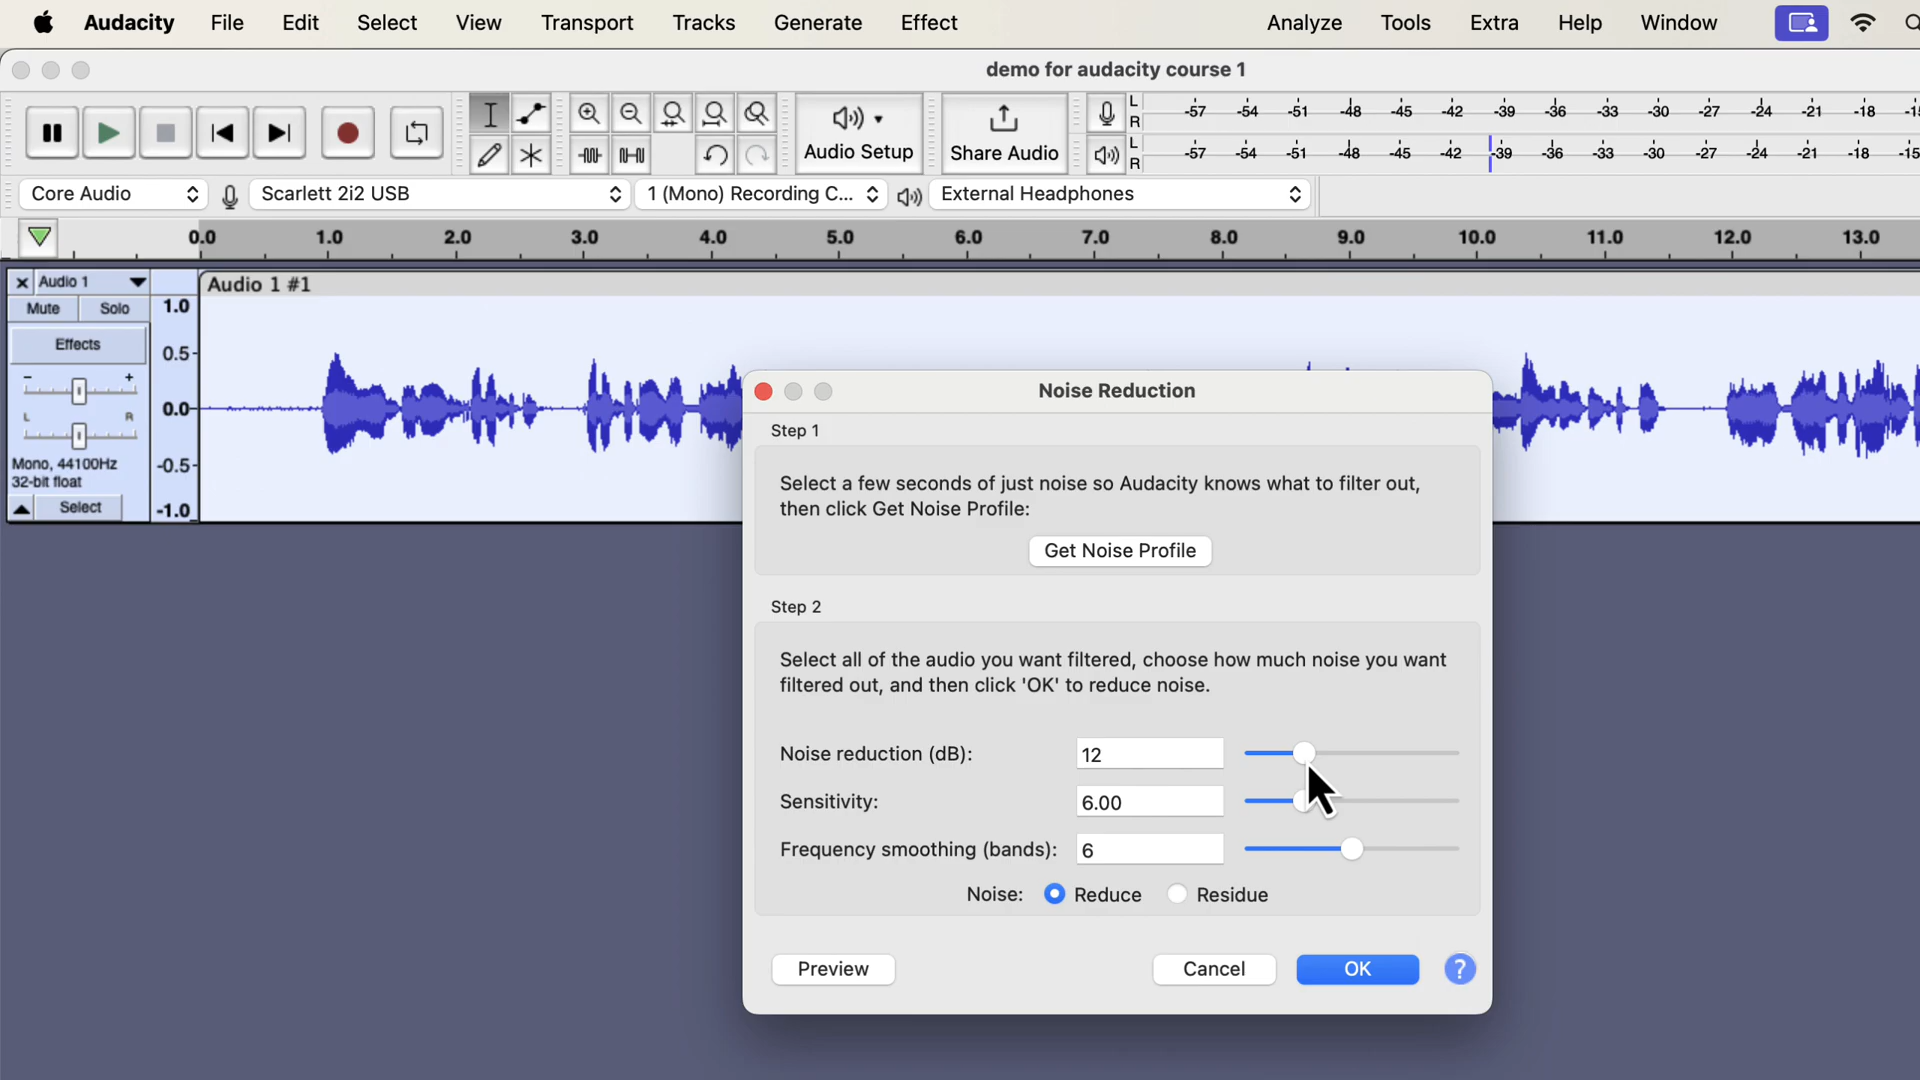 Audacity File Edit Select View Transport Tracks Generate Effect Analyze Tools Extra Help Window
demo for audacity course 1
Audio Setup
Share Audio
L
R
-57 -54 -51 -48 -45 -42 -39 -36 -33 -30 -27 -24 -21 -18
L
R
-57 -54 -51 -48 -45 -42 -39 -36 -33 -30 -27 -24 -21 -18 -15
Core Audio
Scarlett 2i2 USB
1 (Mono) Recording C...
External Headphones
0.0 1.0 2.0 3.0 4.0 5.0 6.0 7.0 8.0 9.0 10.0 11.0 12.0 13.0
Audio 1
Audio 1 #1
Mute Solo
Effects
- +
L R
Mono, 44100Hz
32-bit float
Select
1.0
0.5
0.0
-0.5
-1.0
Noise Reduction
Step 1
Select a few seconds of just noise so Audacity knows what to filter out,
then click Get Noise Profile:
Get Noise Profile
Step 2
Select all of the audio you want filtered, choose how much noise you want
filtered out, and then click 'OK' to reduce noise.
Noise reduction (dB): 12
Sensitivity: 6.00
Frequency smoothing (bands): 6
Noise: Reduce Residue
Preview Cancel OK ?